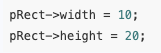 pRect->width = 10;
pRect->height = 20;